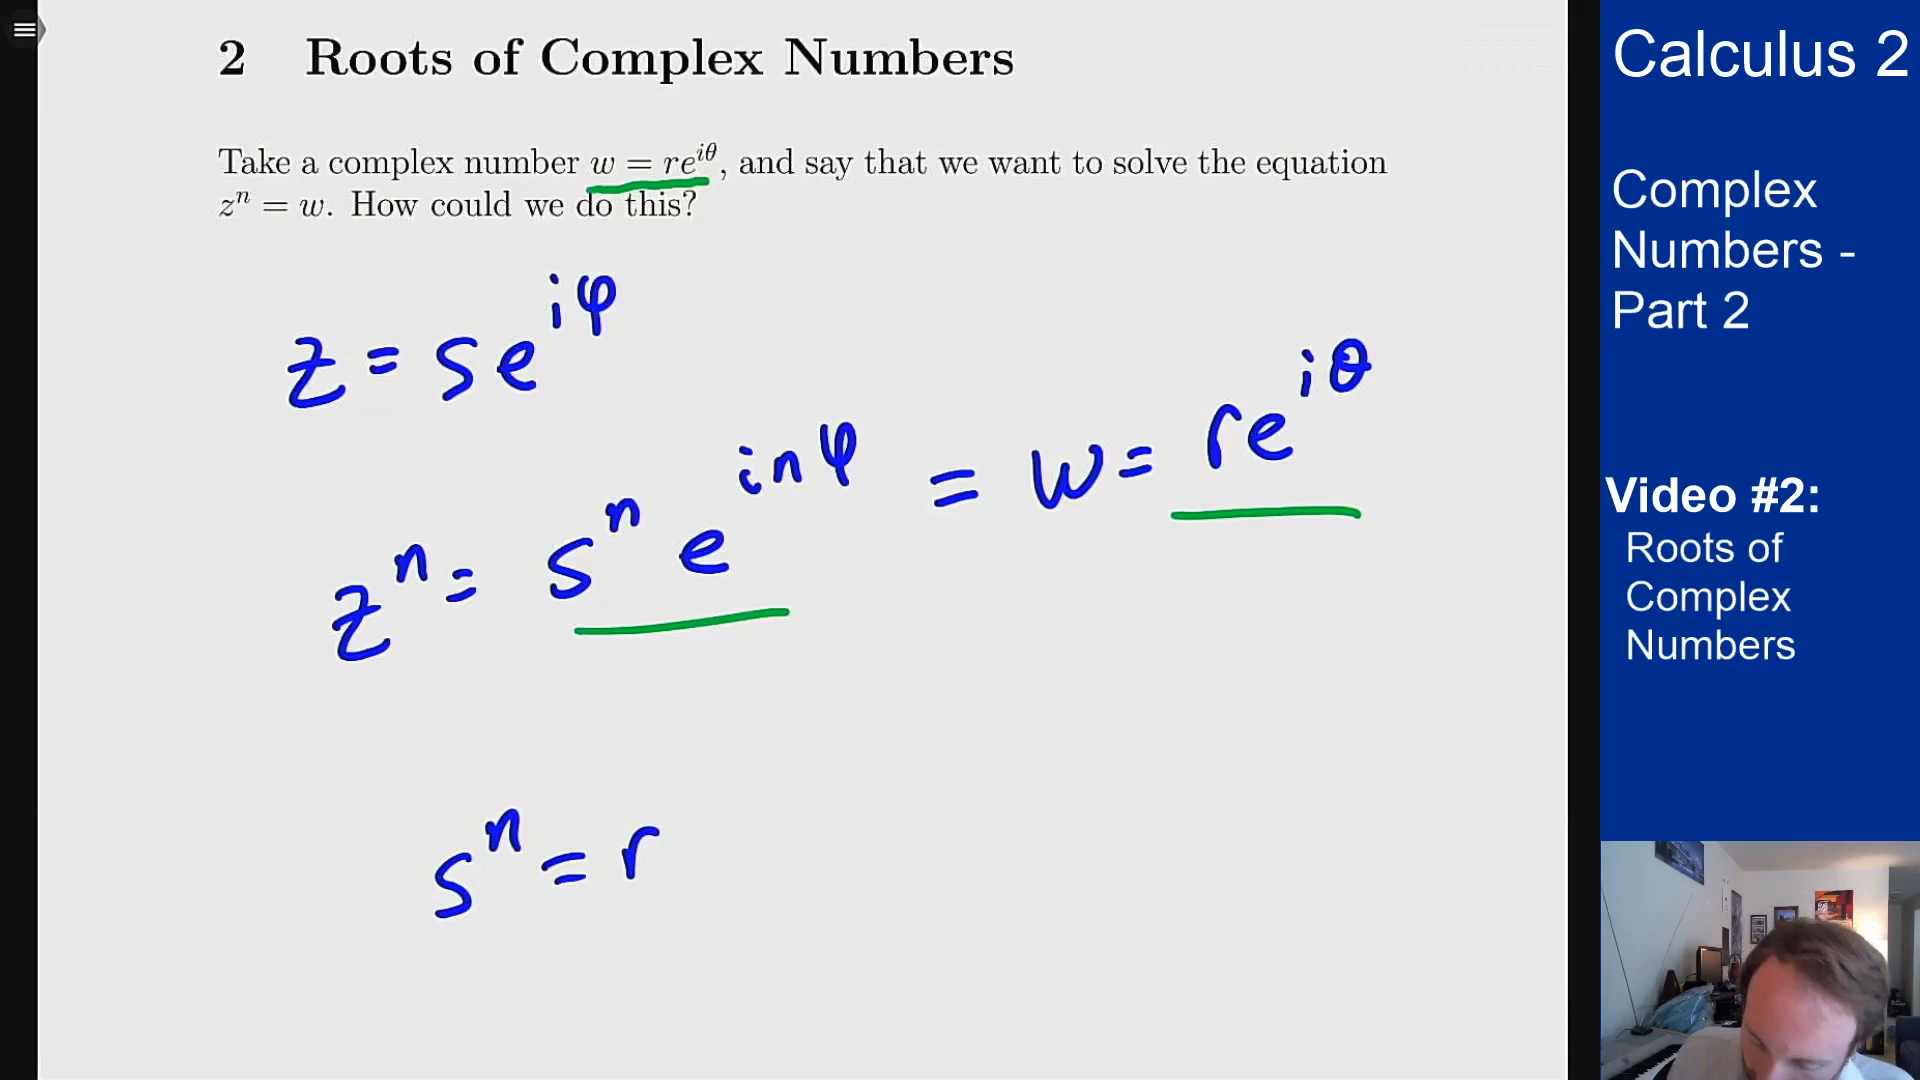 2 Roots of Complex Numbers
Take a complex number w = re^{iθ}, and say that we want to solve the equation
z^n = w. How could we do this?
z = se^{iφ}
z^n = s^n e^{inφ} = w = re^{iθ}
s^n = r
Calculus 2
Complex
Numbers -
Part 2
Video #2:
Roots of
Complex
Numbers